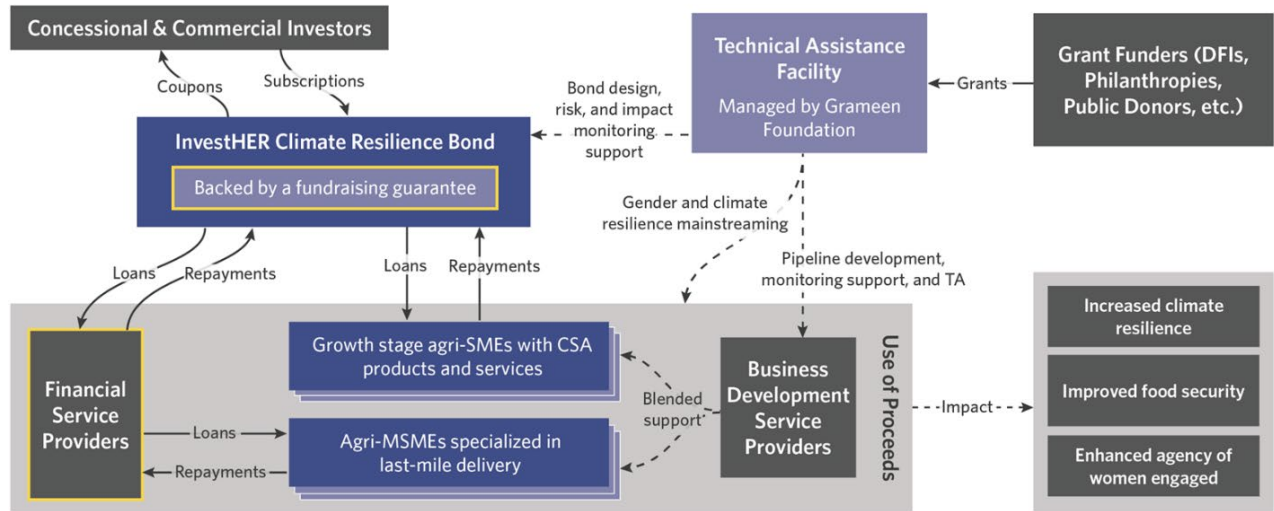 Concessional & Commercial Investors
Coupons
Subscriptions
Technical Assistance
Facility
Managed by Grameen
Foundation
Grants
Grant Funders (DFIs,
Philanthropies,
Public Donors, etc.)
Bond design,
risk, and impact
monitoring
support
InvestHER Climate Resilience Bond
Backed by a fundraising guarantee
Gender and climate
resilience mainstreaming
Loans
Repayments
Loans
Repayments
Pipeline development,
monitoring support, and TA
Financial
Service
Providers
Growth stage agri-SMEs with CSA
products and services
Loans
Repayments
Agri-MSMEs specialized in
last-mile delivery
Blended
support
Business
Development
Service
Providers
Use of Proceeds
Impact
Increased climate
resilience
Improved food security
Enhanced agency of
women engaged